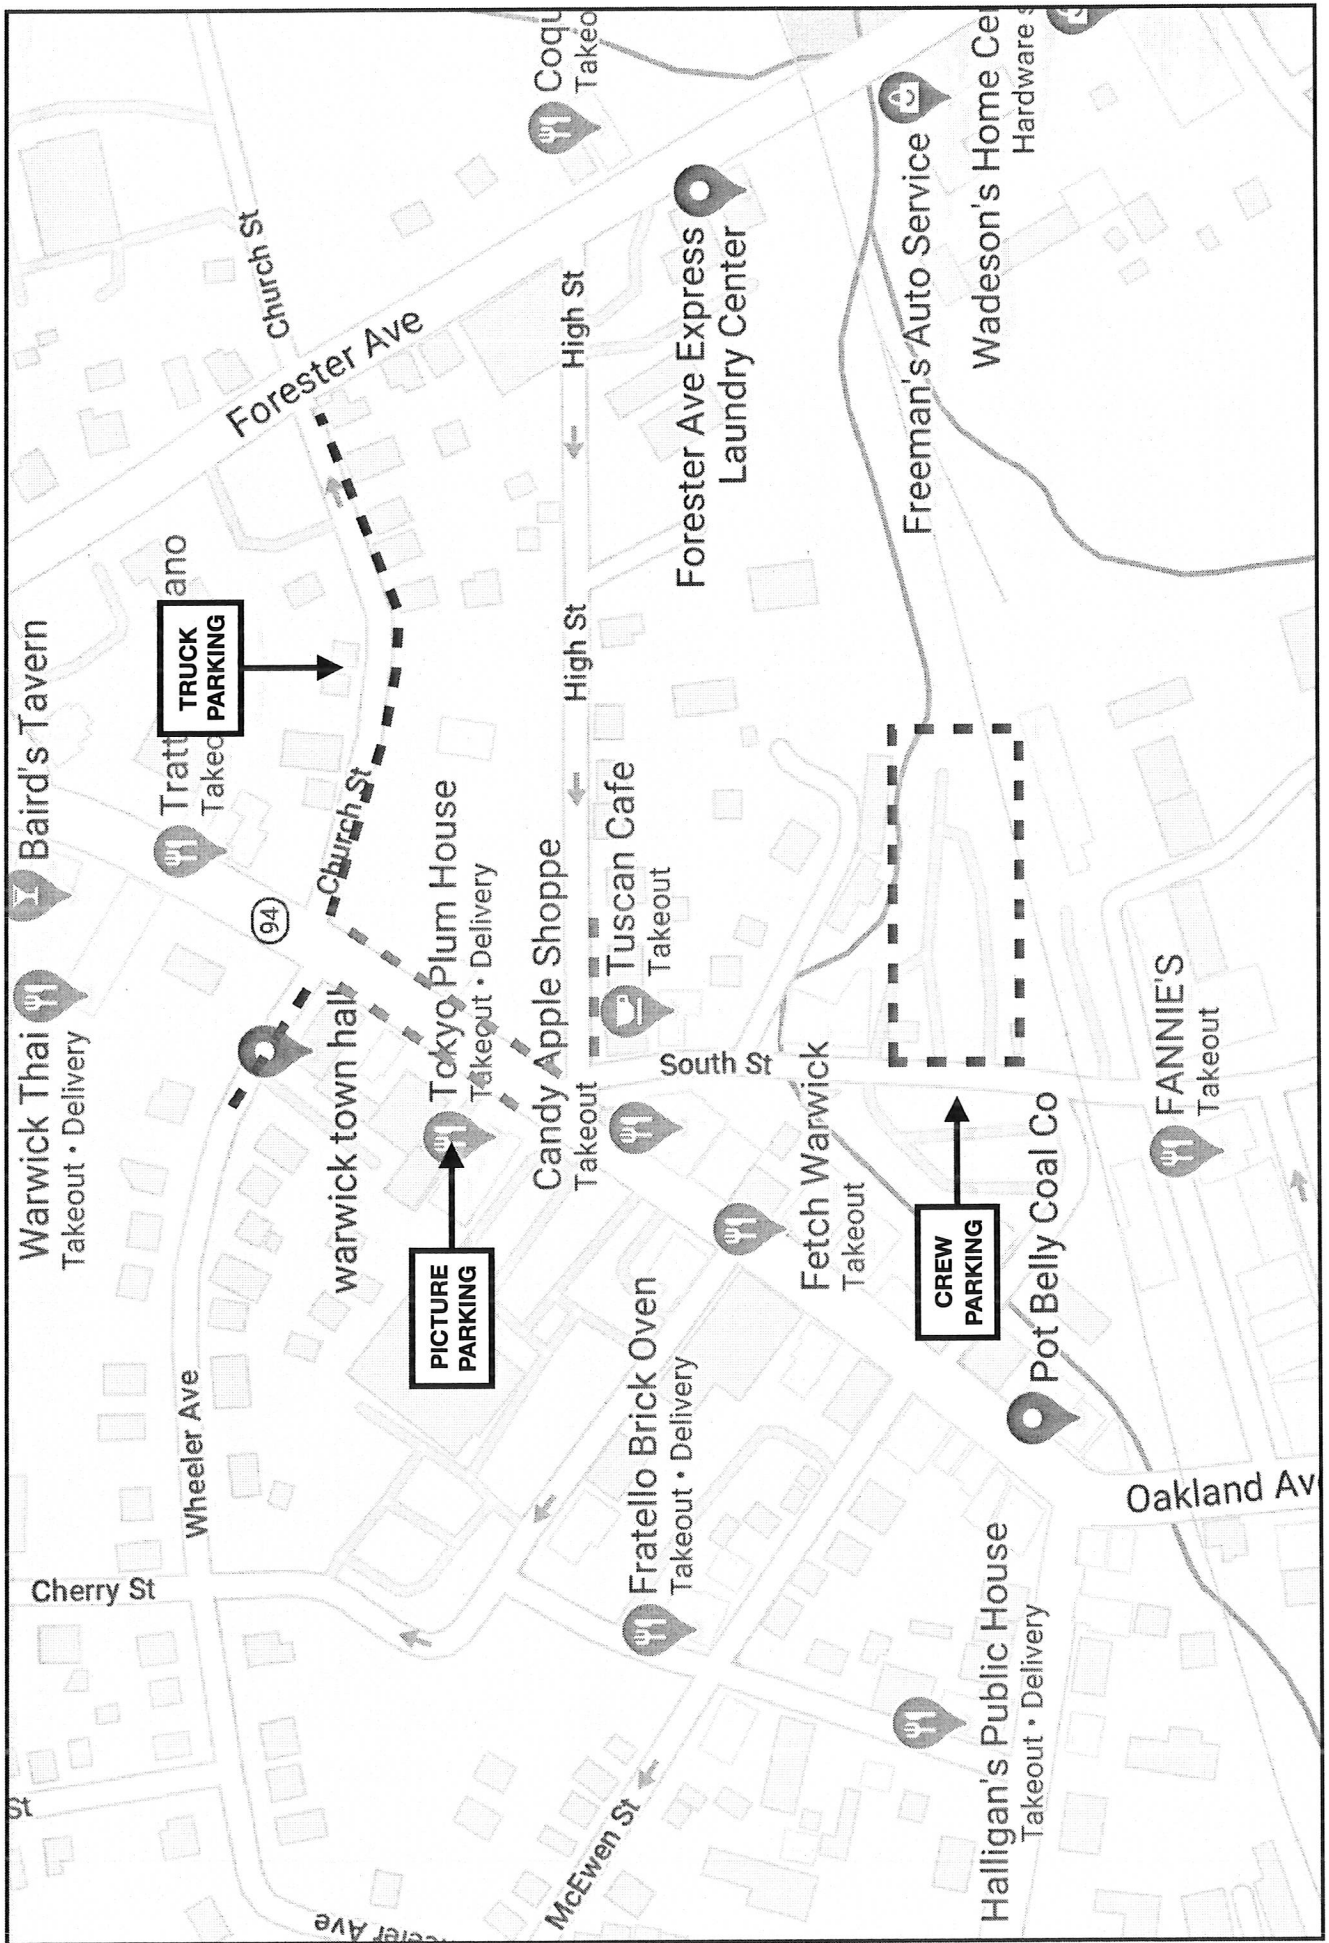 Baird's Tavern
Warwick Thai
Takeout • Delivery
Tratt
ano
Takeo
TRUCK
PARKING
94
Church St
Church St
Forester Ave
Coqu
Takeo
warwick town hall
Wheeler Ave
Cherry St
St
Tokyo Plum House
Takeout • Delivery
PICTURE
PARKING
Candy Apple Shoppe
Takeout
High St
High St
Tuscan Cafe
Takeout
Forester Ave Express
Laundry Center
South St
Fratello Brick Oven
Takeout • Delivery
McEwen St
Fetch Warwick
Takeout
Freeman's Auto Service
Wadeson's Home Cer
Hardware s
CREW
PARKING
Pot Belly Coal Co
FANNIE'S
Takeout
Halligan's Public House
Takeout • Delivery
Oakland Av